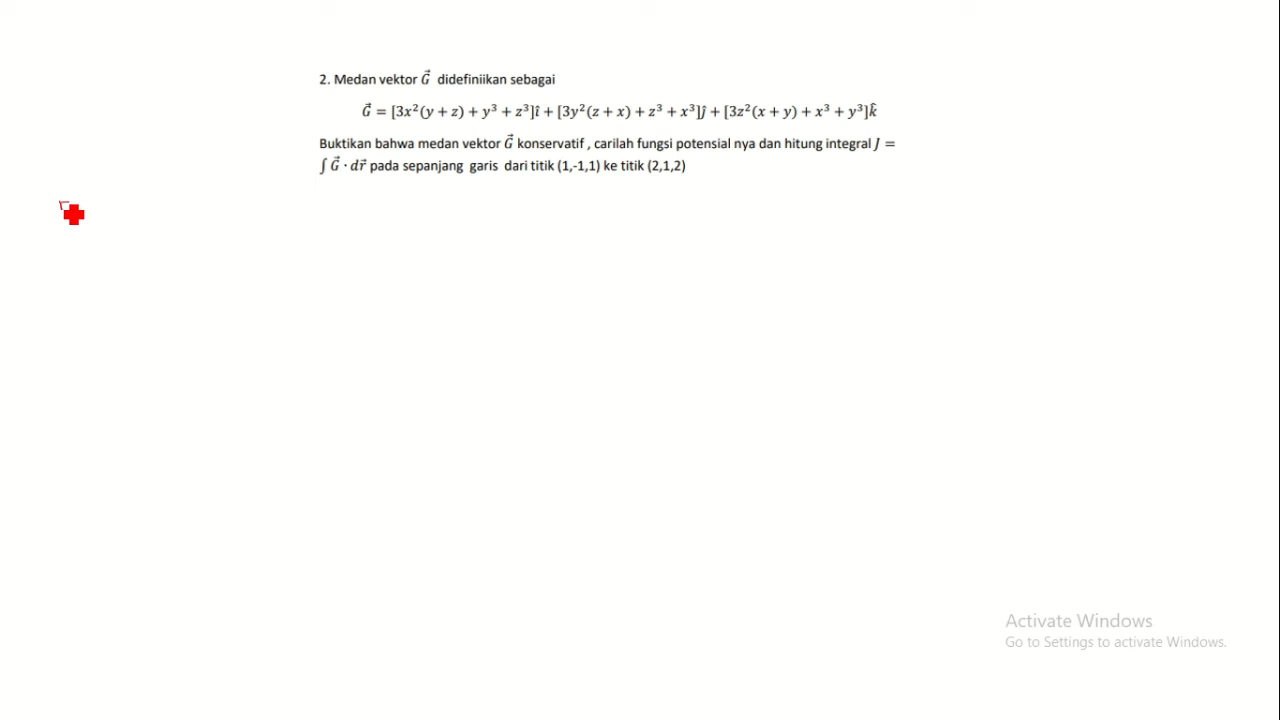 2. Medan vektor G⃗ didefiniikan sebagai
G⃗ = [3x²(y + z) + y³ + z³]î + [3y²(z + x) + z³ + x³]ĵ + [3z²(x + y) + x³ + y³]k̂
Buktikan bahwa medan vektor G⃗ konservatif , carilah fungsi potensial nya dan hitung integral J =
∫ G⃗ · dr⃗ pada sepanjang garis dari titik (1,-1,1) ke titik (2,1,2)
Activate Windows
Go to Settings to activate Windows.